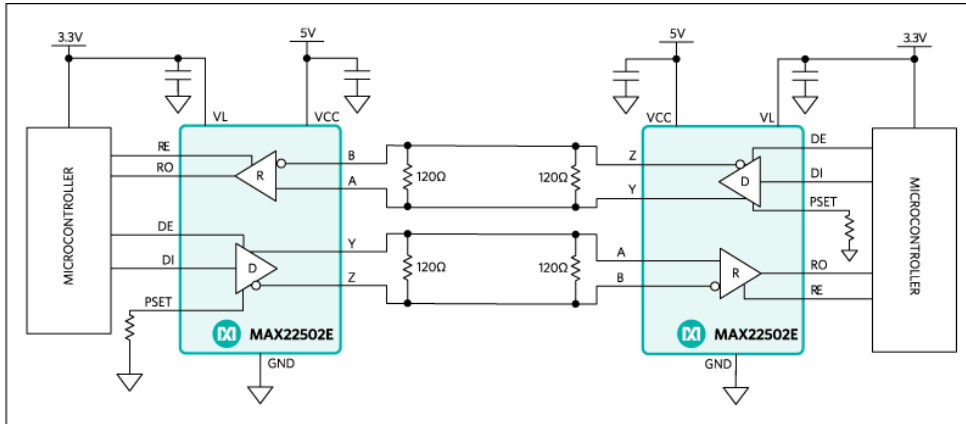 3.3V
5V
5V
3.3V
VL
VCC
VCC
VL
RE
RO
B
A
120Ω
120Ω
Z
Y
DE
DI
PSET
MICROCONTROLLER
MICROCONTROLLER
DE
DI
PSET
Y
Z
120Ω
120Ω
A
B
RO
RE
R
D
D
R
MAX22502E
MAX22502E
GND
GND